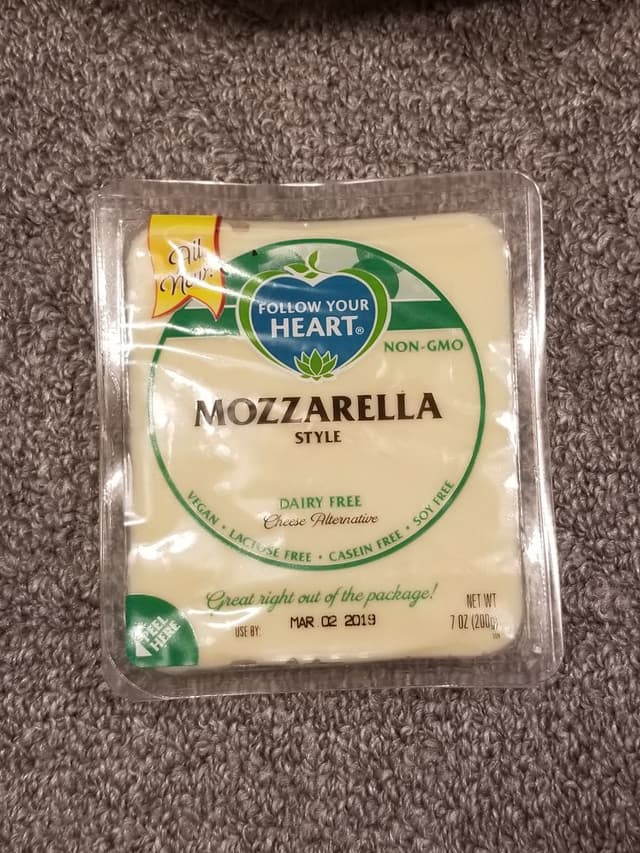 All
New!
FOLLOW YOUR
HEART®
NON-GMO
MOZZARELLA
STYLE
DAIRY FREE
Cheese Alternative
VEGAN • LACTOSE FREE • CASEIN FREE • SOY FREE
Great right out of the package!
PEEL
HERE
USE BY: MAR 02 2019
NET WT
7 OZ (200g)